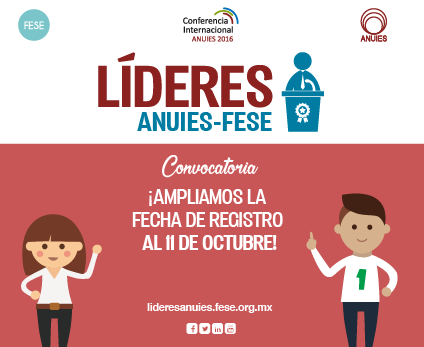 FESE
Conferencia
Internacional
ANUIES 2016
ANUIES
LÍDERES
ANUIES-FESE
Convocatoria
¡AMPLIAMOS LA
FECHA DE REGISTRO
AL 11 DE OCTUBRE!
1
lideresanuies.fese.org.mx